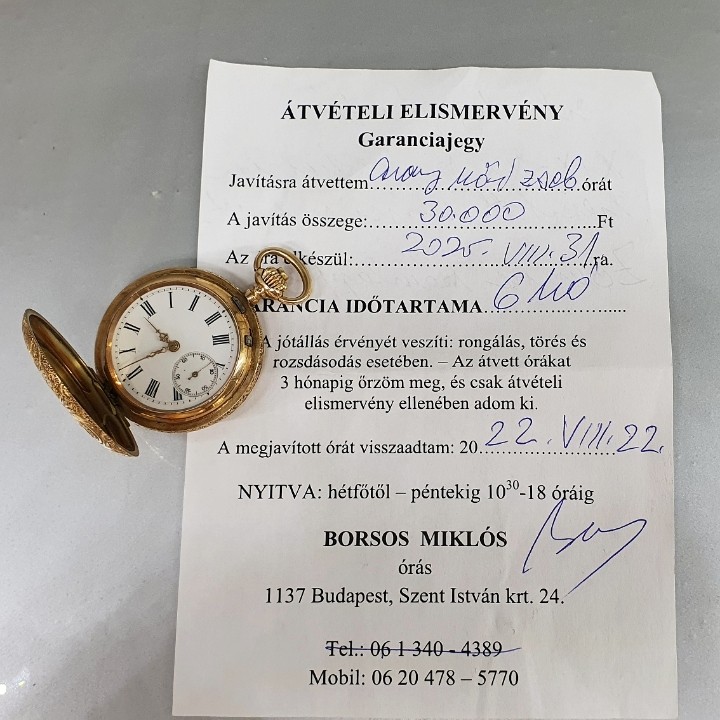 ÁTVÉTELI ELISMERVÉNY
Garanciajegy
Javításra átvettem Arany női zseb órát
A javítás összege: 30.000 Ft
Az óra elkészül: 2025. VIII. 31. ra.
GARANCIA IDŐTARTAMA 6 hó
A jótállás érvényét veszíti: rongálás, törés és
rozsdásodás esetében. – Az átvett órákat
3 hónapig őrzöm meg, és csak átvételi
elismervény ellenében adom ki.
A megjavított órát visszaadtam: 20 22. VIII. 22.
NYITVA: hétfőtől – péntekig 10³⁰-18 óráig
BORSOS MIKLÓS
órás
1137 Budapest, Szent István krt. 24.
Tel.: 06 1 340 - 4389
Mobil: 06 20 478 – 5770